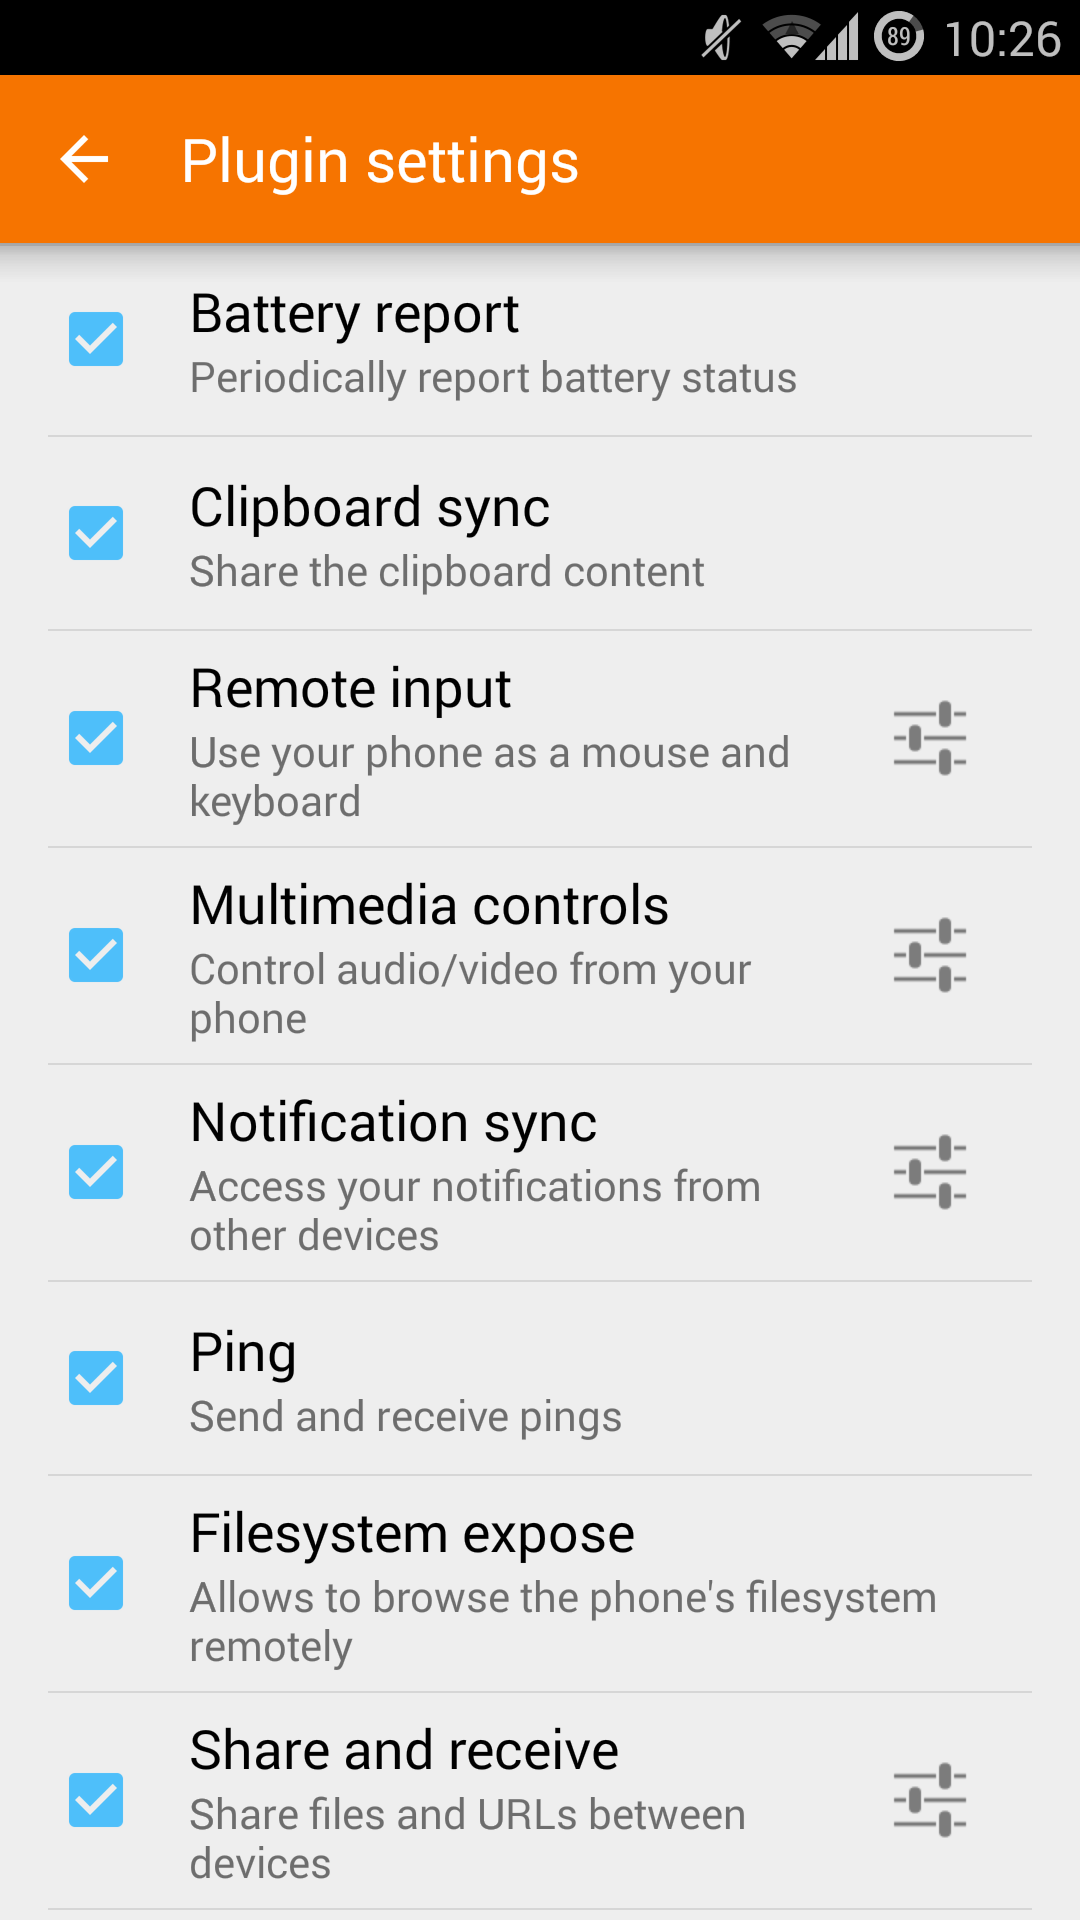 89 10:26
Plugin settings
Battery report
Periodically report battery status
Clipboard sync
Share the clipboard content
Remote input
Use your phone as a mouse and
keyboard
Multimedia controls
Control audio/video from your
phone
Notification sync
Access your notifications from
other devices
Ping
Send and receive pings
Filesystem expose
Allows to browse the phone's filesystem
remotely
Share and receive
Share files and URLs between
devices